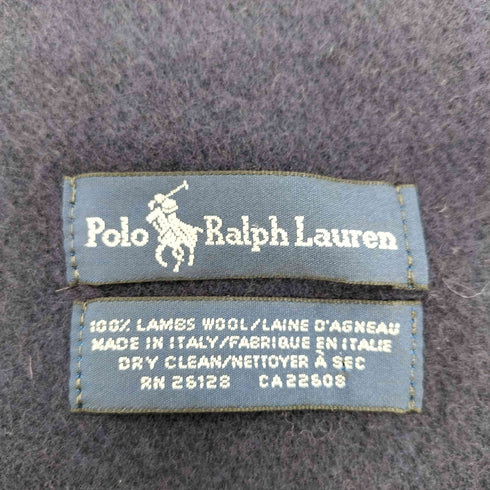 Polo Ralph Lauren
100% LAMBS WOOL/LAINE D'AGNEAU
MADE IN ITALY/FABRIQUE EN ITALIE
DRY CLEAN/NETTOYER À SEC
RN 26128 CA22608